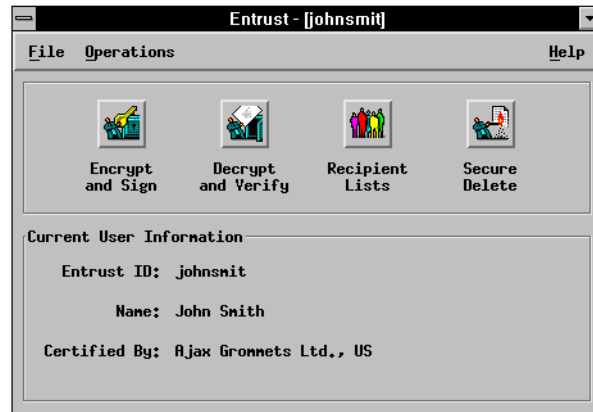 Entrust - [johnsmit]
File Operations Help
Encrypt and Sign
Decrypt and Verify
Recipient Lists
Secure Delete
Current User Information
Entrust ID: johnsmit
Name: John Smith
Certified By: Ajax Grommets Ltd., US